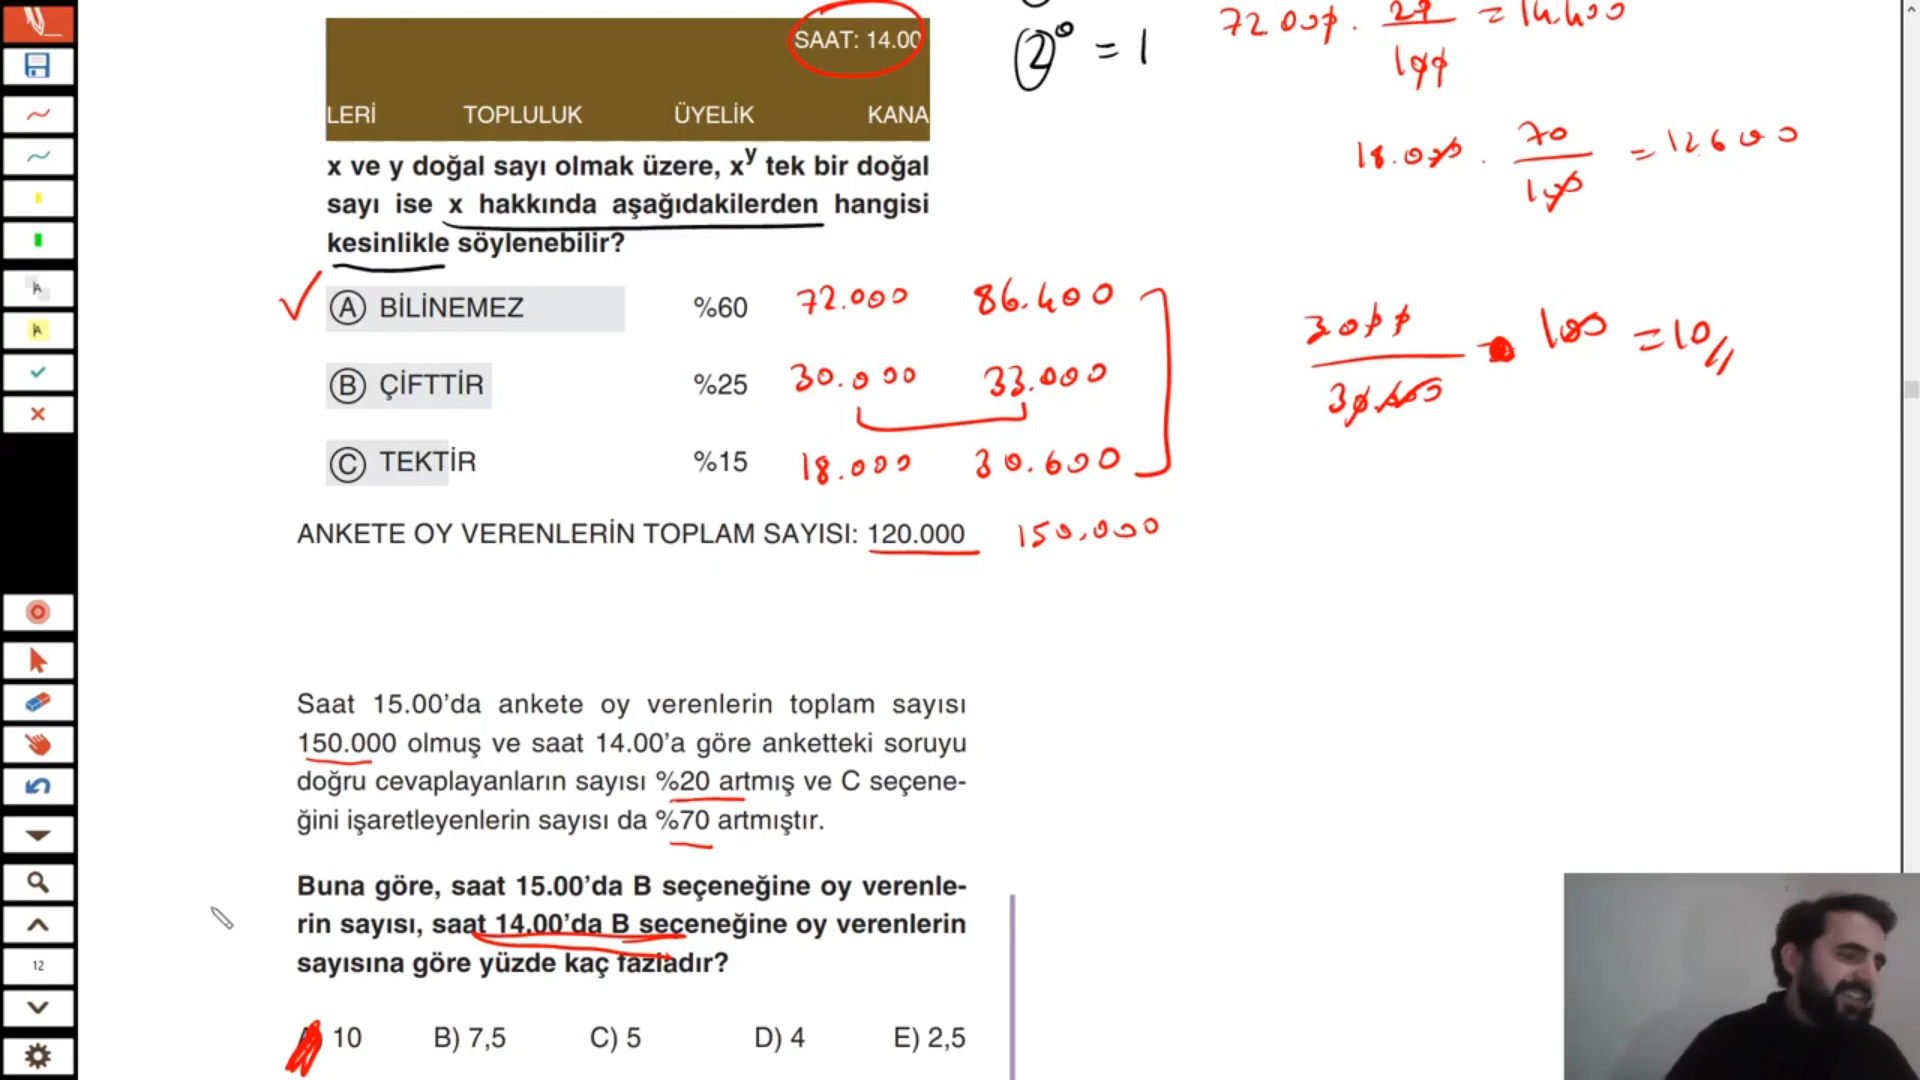 SAAT: 14.00
LERİ TOPLULUK ÜYELİK KANA
x ve y doğal sayı olmak üzere, x^y tek bir doğal
sayı ise x hakkında aşağıdakilerden hangisi
kesinlikle söylenebilir?
A BİLİNEMEZ %60 72.000 86.400
B ÇİFTTİR %25 30.000 33.000
C TEKTİR %15 18.000 30.600
ANKETE OY VERENLERİN TOPLAM SAYISI: 120.000 150.000
Saat 15.00’da ankete oy verenlerin toplam sayısı
150.000 olmuş ve saat 14.00’a göre anketteki soruyu
doğru cevaplayanların sayısı %20 artmış ve C seçene-
ğini işaretleyenlerin sayısı da %70 artmıştır.
Buna göre, saat 15.00’da B seçeneğine oy verenle-
rin sayısı, saat 14.00’da B seçeneğine oy verenlerin
sayısına göre yüzde kaç fazladır?
A) 10 B) 7,5 C) 5 D) 4 E) 2,5
2^0 = 1
72000 . 20/100 = 14.400
18.000 . 70/100 = 12.600
3000/30.000 . 100 = 10
12